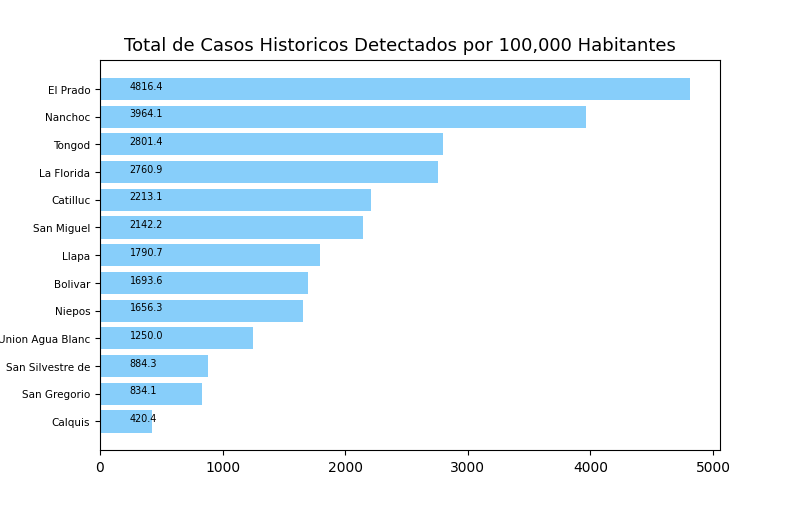 Total de Casos Historicos Detectados por 100,000 Habitantes
El Prado 4816.4
Nanchoc 3964.1
Tongod 2801.4
La Florida 2760.9
Catilluc 2213.1
San Miguel 2142.2
Llapa 1790.7
Bolivar 1693.6
Niepos 1656.3
Union Agua Blanc 1250.0
San Silvestre de 884.3
San Gregorio 834.1
Calquis 420.4
0 1000 2000 3000 4000 5000